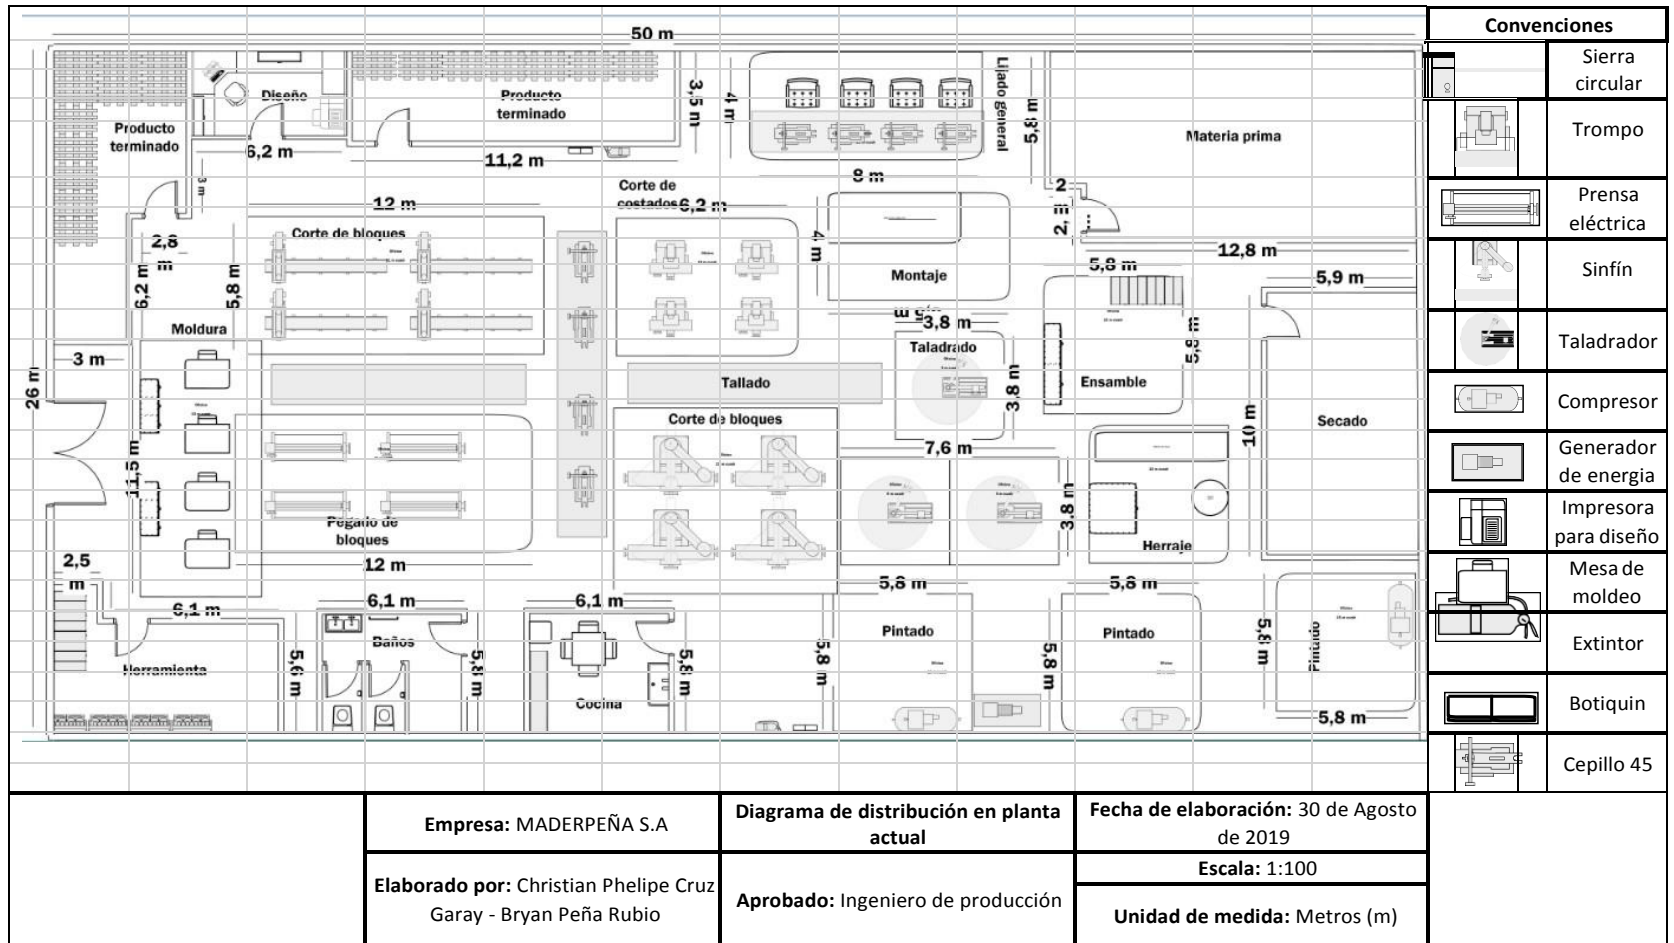 50 m
Convenciones
Sierra
circular
Trompo
Prensa
eléctrica
Sinfín
Taladrador
Compresor
Generador
de energia
Impresora
para diseño
Mesa de
moldeo
Extintor
Botiquin
Cepillo 45
Diseño
Producto
terminado
Producto
terminado
6,2 m
11,2 m
3,5 m
4 m
Lijado general
5,8 m
Materia prima
8 m
3 m
12 m
Corte de
costados
6,2 m
2,8
m
6,2 m
5,8 m
Corte de bloques
4 m
Montaje
12,8 m
5,8 m
5,9 m
Moldura
3,8 m
Taladrado
5,8 m
3 m
26 m
Tallado
3,8 m
Ensamble
Corte de bloques
Secado
10 m
7,6 m
11,5 m
3,8 m
Pegado de
bloques
Herraje
12 m
2,5
m
5,8 m
5,8 m
6,1 m
6,1 m
6,1 m
Pintado
Pintado
Pintado
5,8 m
Baños
Herramienta
5,6 m
5,8 m
5,8 m
5,8 m
5,8 m
Cocina
5,8 m
Empresa: MADERPEÑA S.A
Diagrama de distribución en planta
actual
Fecha de elaboración: 30 de Agosto
de 2019
Elaborado por: Christian Phelipe Cruz
Garay - Bryan Peña Rubio
Aprobado: Ingeniero de producción
Escala: 1:100
Unidad de medida: Metros (m)